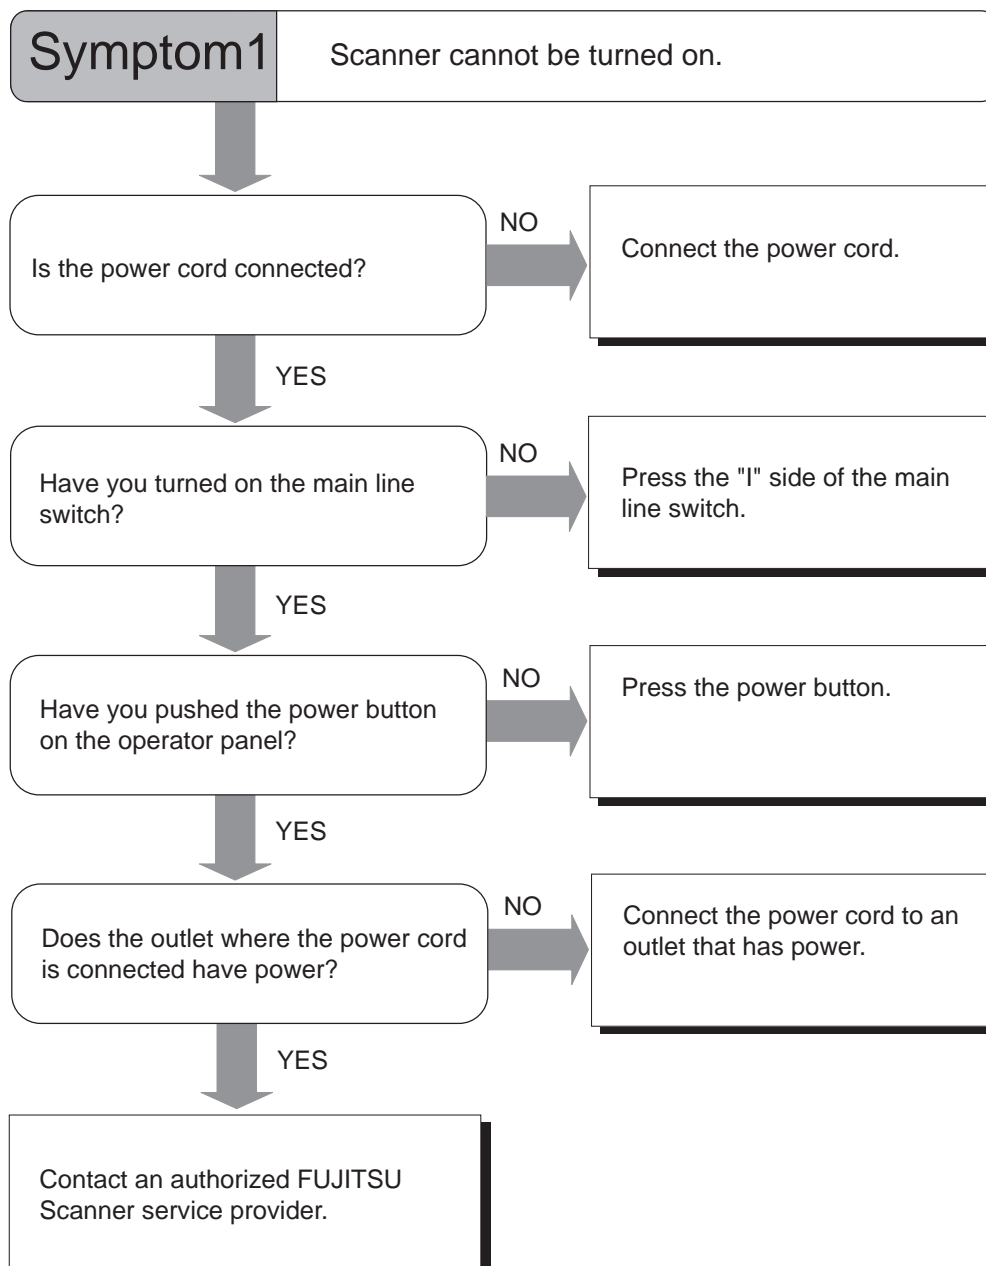 Symptom1
Scanner cannot be turned on.
Is the power cord connected?
NO
Connect the power cord.
YES
Have you turned on the main line
switch?
NO
Press the "I" side of the main
line switch.
YES
Have you pushed the power button
on the operator panel?
NO
Press the power button.
YES
Does the outlet where the power cord
is connected have power?
NO
Connect the power cord to an
outlet that has power.
YES
Contact an authorized FUJITSU
Scanner service provider.